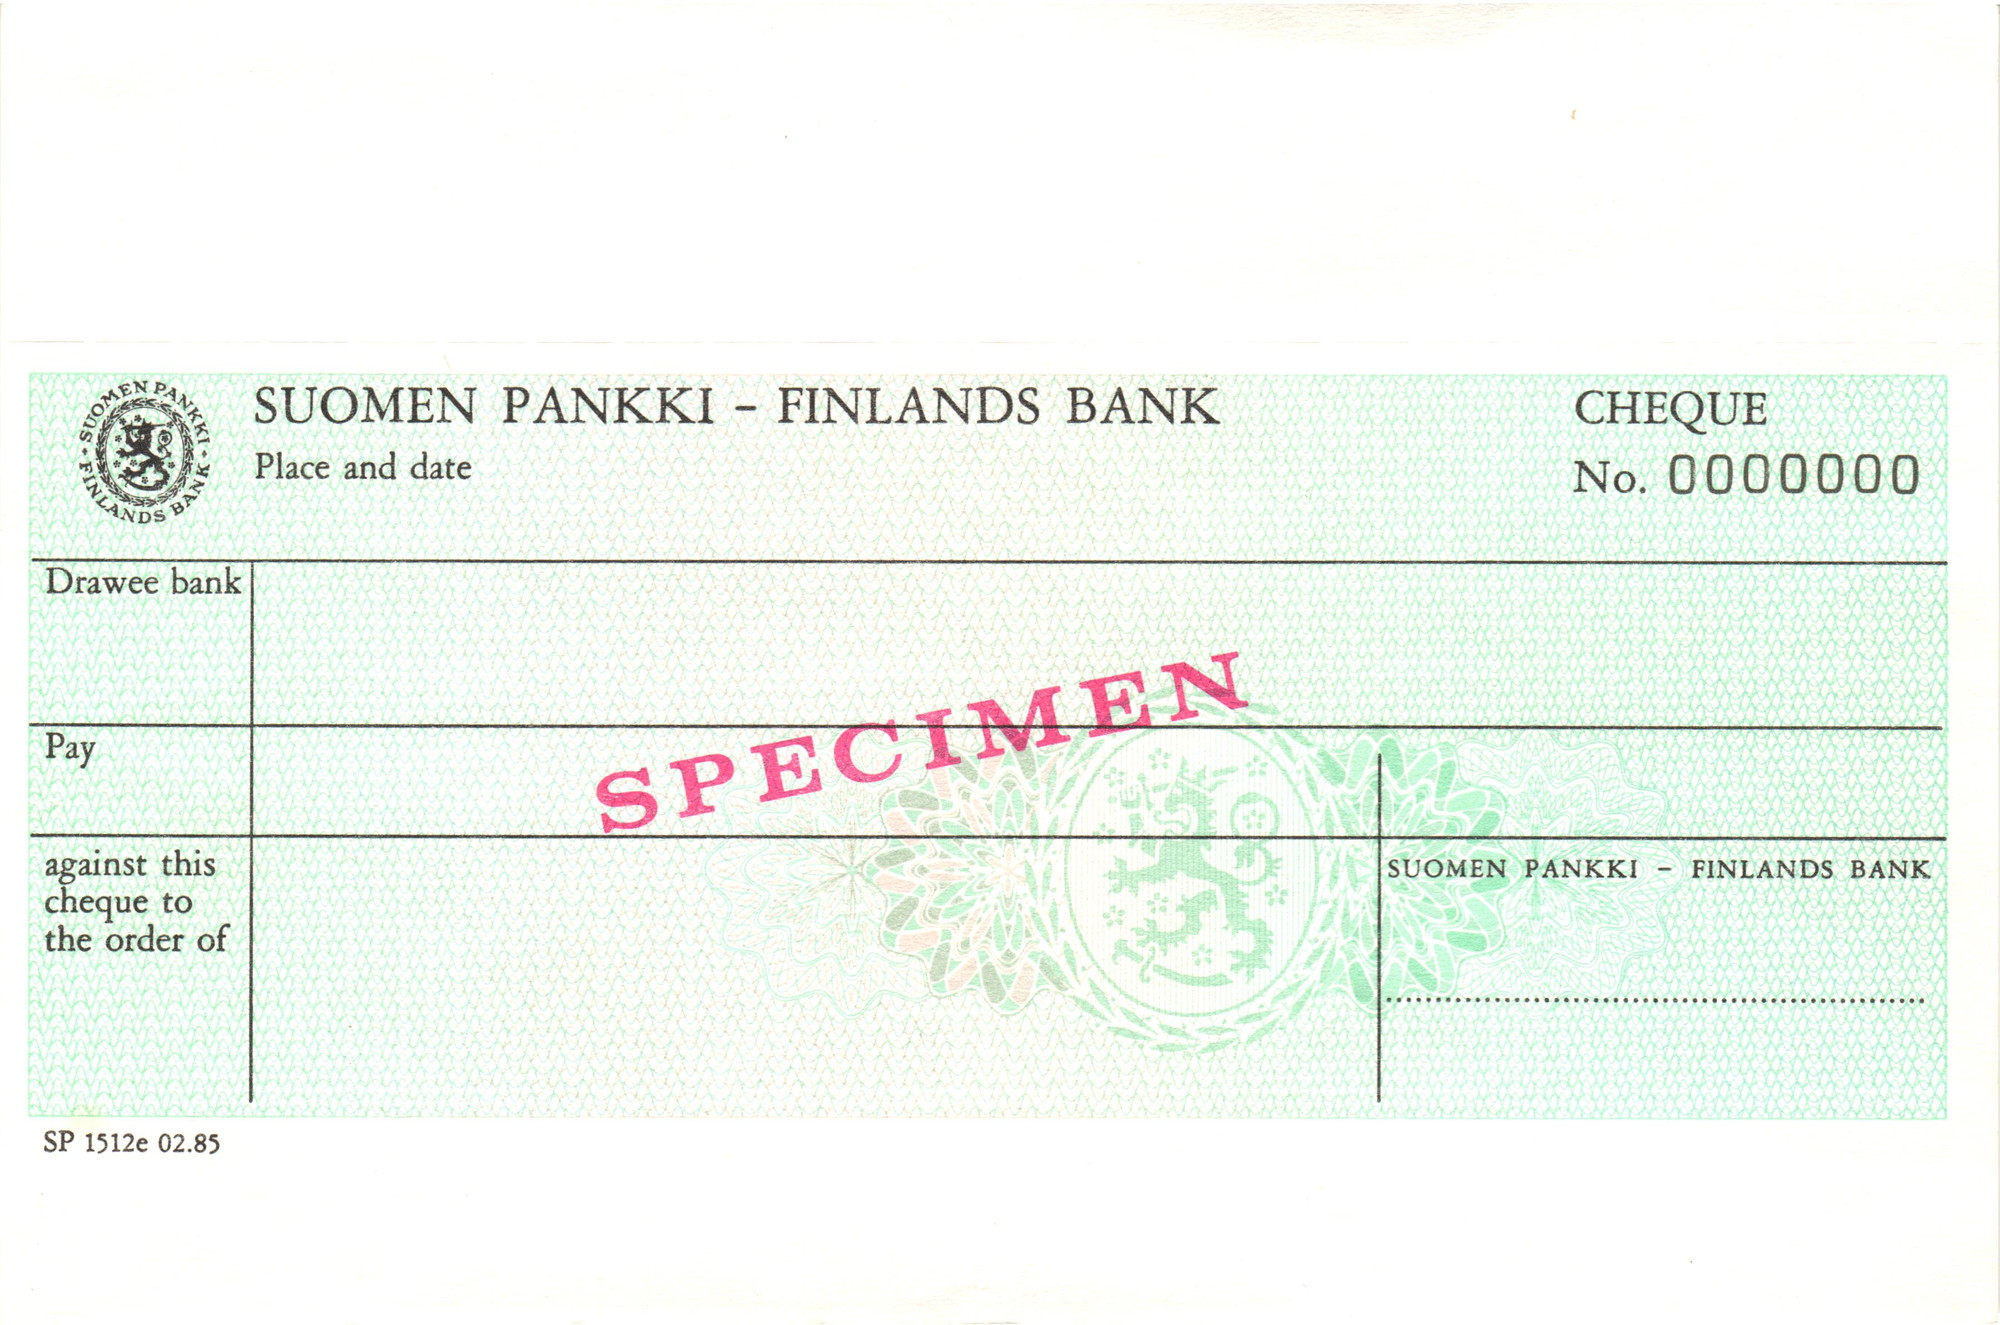 SUOMEN PANKKI
FINLANDS BANK
SUOMEN PANKKI – FINLANDS BANK
CHEQUE
Place and date
No. 0000000
Drawee bank
SPECIMEN
Pay
against this
cheque to
the order of
SUOMEN PANKKI – FINLANDS BANK
SP 1512e 02.85